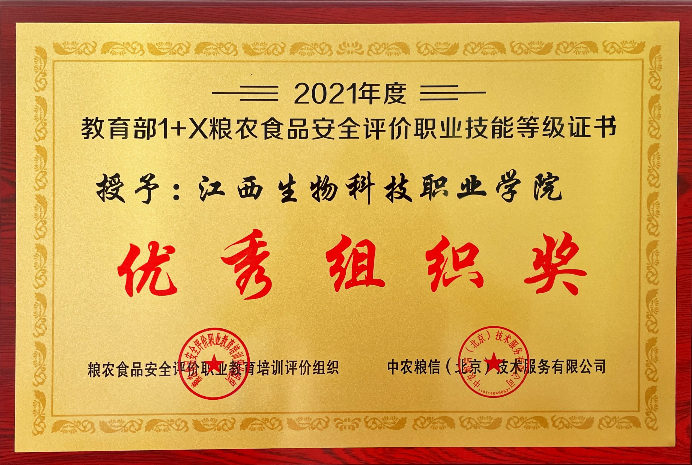 2021年度
教育部1+X粮农食品安全评价职业技能等级证书
授予：江西生物科技职业学院
优秀组织奖
粮农食品安全评价职业教育培训评价组织
中农粮信（北京）技术服务有限公司